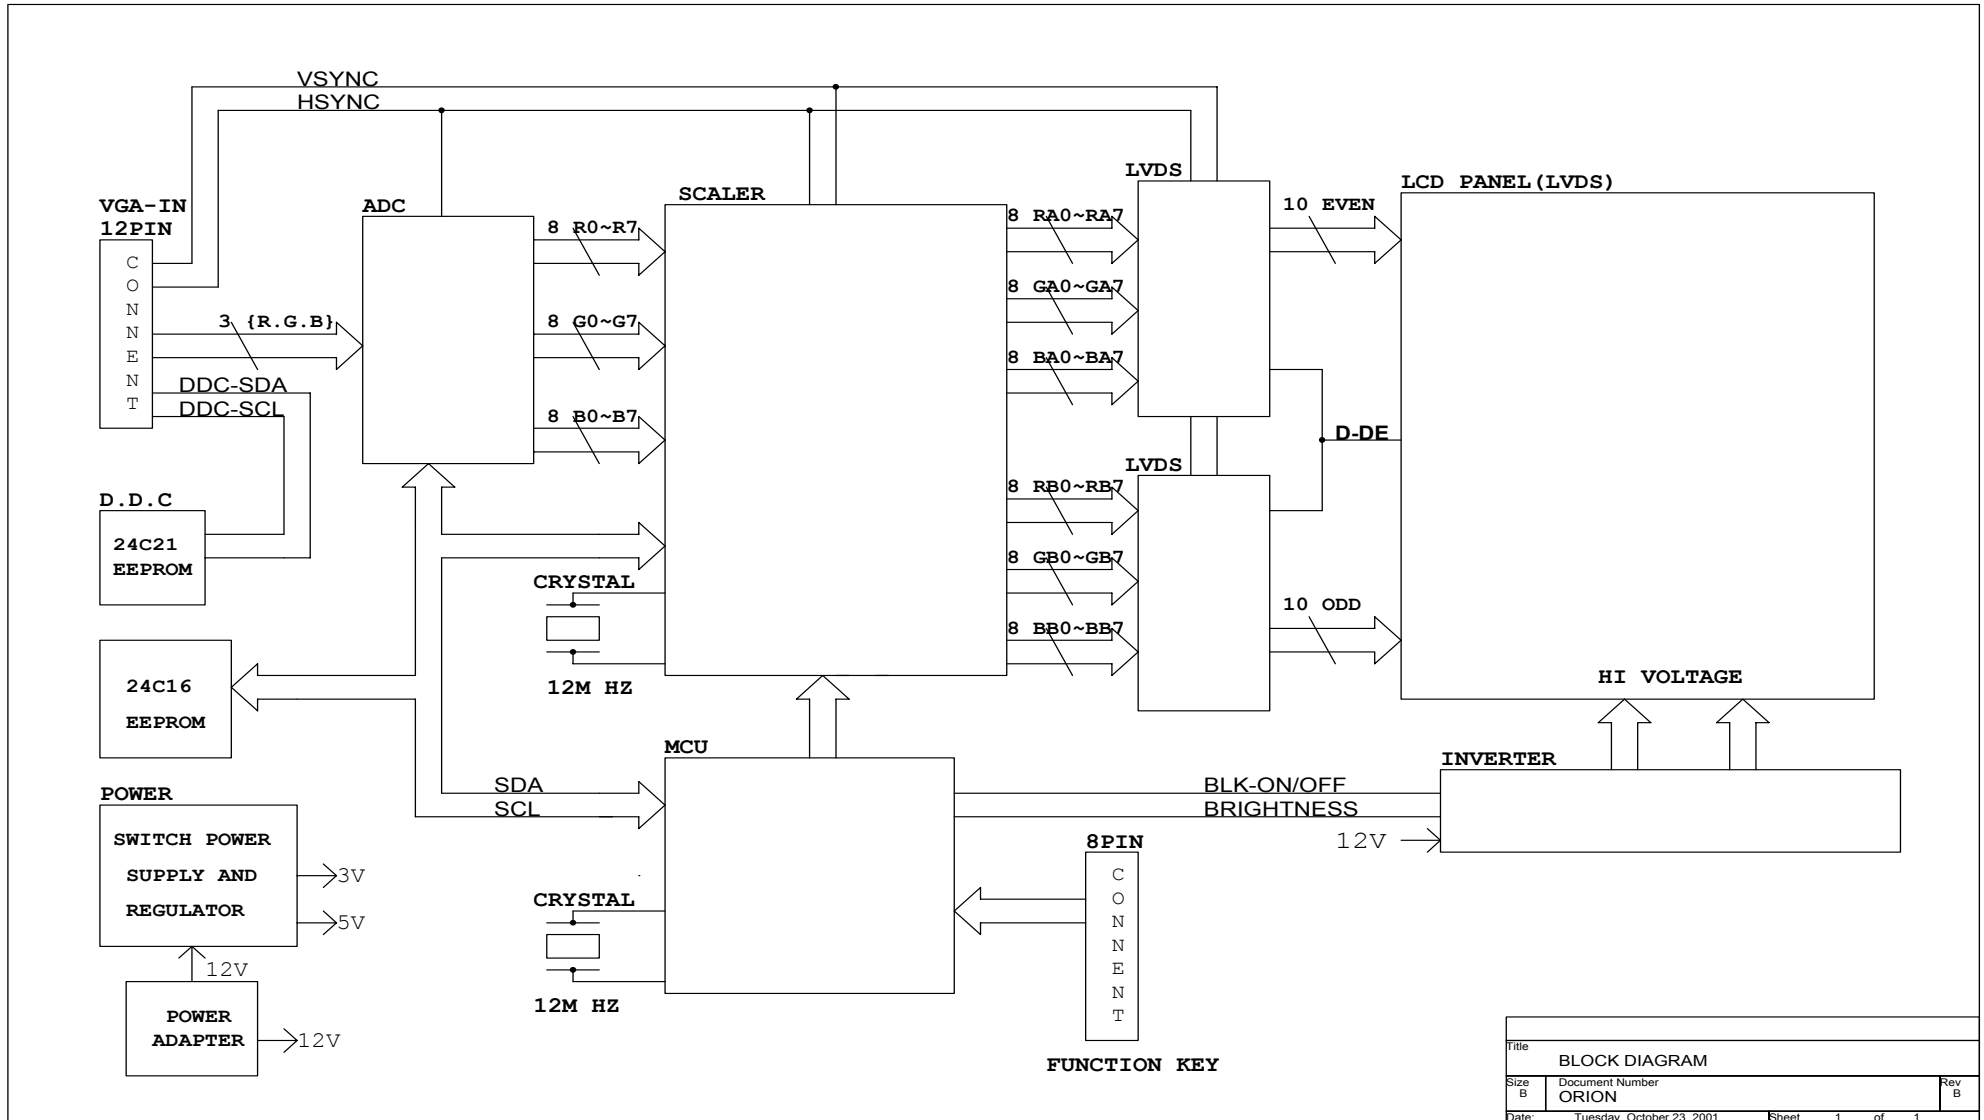 VSYNC
HSYNC
VGA-IN
12PIN
CONNENT
3 {R.G.B}
DDC-SDA
DDC-SCL
ADC
8 R0~R7
8 G0~G7
8 B0~B7
SCALER
8 RA0~RA7
8 GA0~GA7
8 BA0~BA7
8 RB0~RB7
8 GB0~GB7
8 BB0~BB7
LVDS
LVDS
10 EVEN
D-DE
10 ODD
LCD PANEL(LVDS)
HI VOLTAGE
D.D.C
24C21
EEPROM
24C16
EEPROM
CRYSTAL
12M HZ
MCU
SDA
SCL
CRYSTAL
12M HZ
BLK-ON/OFF
BRIGHTNESS
12V
INVERTER
8PIN
CONNENT
FUNCTION KEY
POWER
SWITCH POWER
SUPPLY AND
REGULATOR
3V
5V
12V
POWER
ADAPTER
12V
Title
BLOCK DIAGRAM
Size
B
Document Number
ORION
Rev
B
Date: Tuesday, October 23, 2001 Sheet 1 of 1